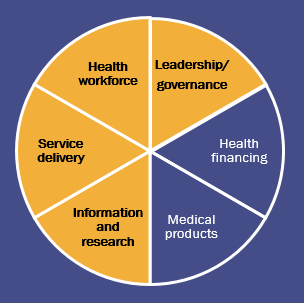 Leadership/
governance
Health
financing
Medical
products
Information
and
research
Service
delivery
Health
workforce